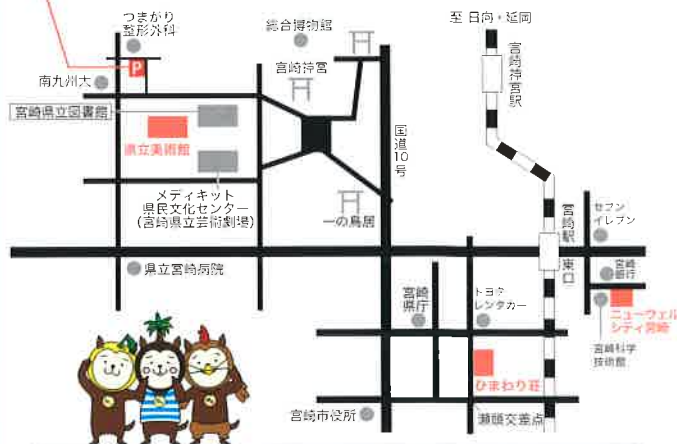 つまがり
整形外科
総合博物館
至 日向・延岡
宮崎神宮
宮崎神宮駅
P
南九州大
宮崎県立図書館
県立美術館
国道10号
メディキット
県民文化センター
(宮崎県立芸術劇場)
一の鳥居
宮崎駅
東口
セブン
イレブン
県立宮崎病院
宮崎
銀行
宮崎
県庁
トヨタ
レンタカー
ニューウェル
シティ宮崎
宮崎科学
技術館
ひまわり荘
宮崎市役所
瀬頭交差点